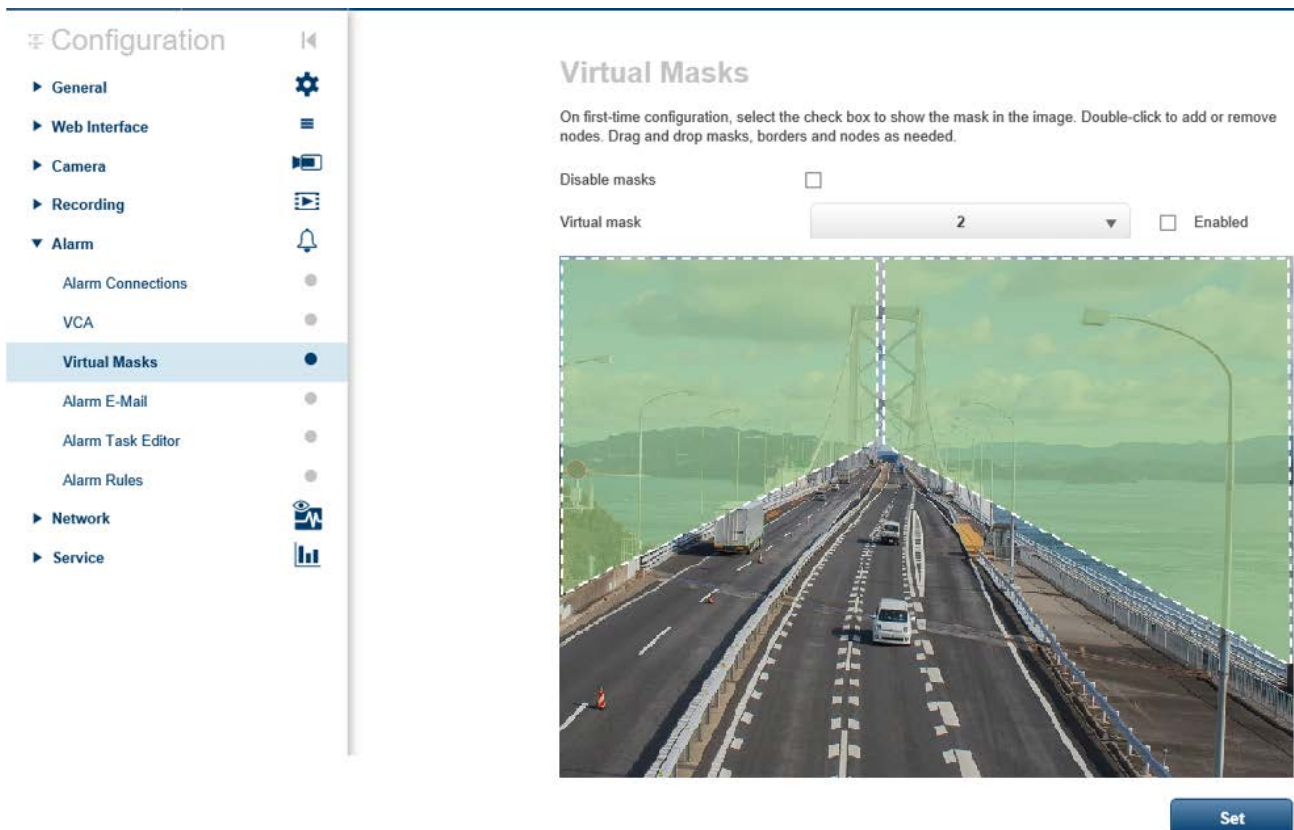 Configuration
General
Web Interface
Camera
Recording
Alarm
Alarm Connections
VCA
Virtual Masks
Alarm E-Mail
Alarm Task Editor
Alarm Rules
Network
Service
Virtual Masks
On first-time configuration, select the check box to show the mask in the image. Double-click to add or remove
nodes. Drag and drop masks, borders and nodes as needed.
Disable masks
Virtual mask 2 Enabled
Set